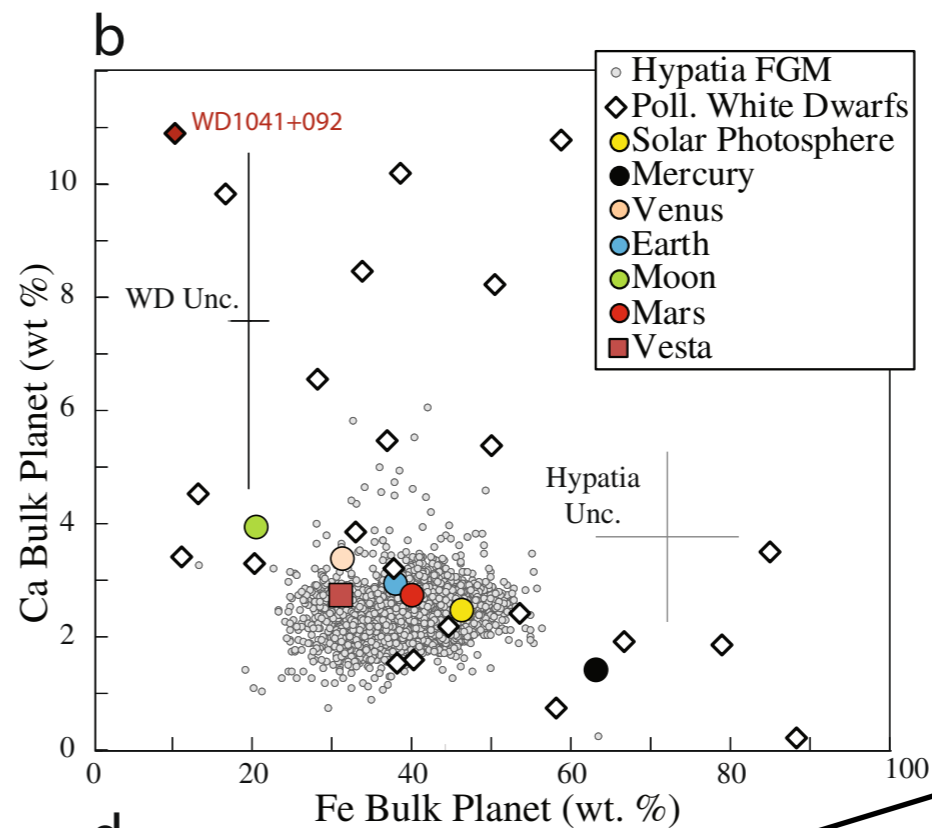 b
Hypatia FGM
Poll. White Dwarfs
Solar Photosphere
Mercury
Venus
Earth
Moon
Mars
Vesta
WD1041+092
WD Unc.
Hypatia
Unc.
Ca Bulk Planet (wt %)
10
8
6
4
2
0
0 20 40 60 80 100
Fe Bulk Planet (wt. %)